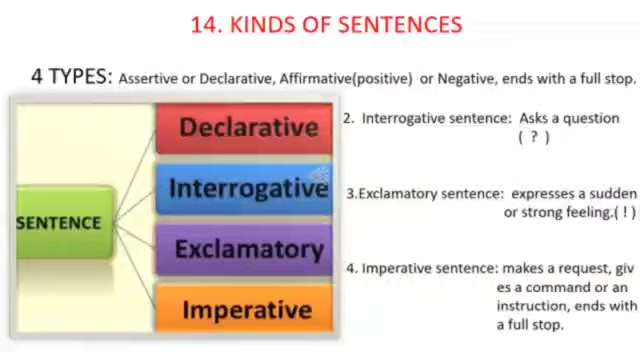 14. KINDS OF SENTENCES
4 TYPES: Assertive or Declarative, Affirmative(positive) or Negative, ends with a full stop.
SENTENCE
Declarative
Interrogative
Exclamatory
Imperative
2. Interrogative sentence: Asks a question
( ? )
3.Exclamatory sentence: expresses a sudden
or strong feeling.( ! )
4. Imperative sentence: makes a request, giv
es a command or an
instruction, ends with
a full stop.